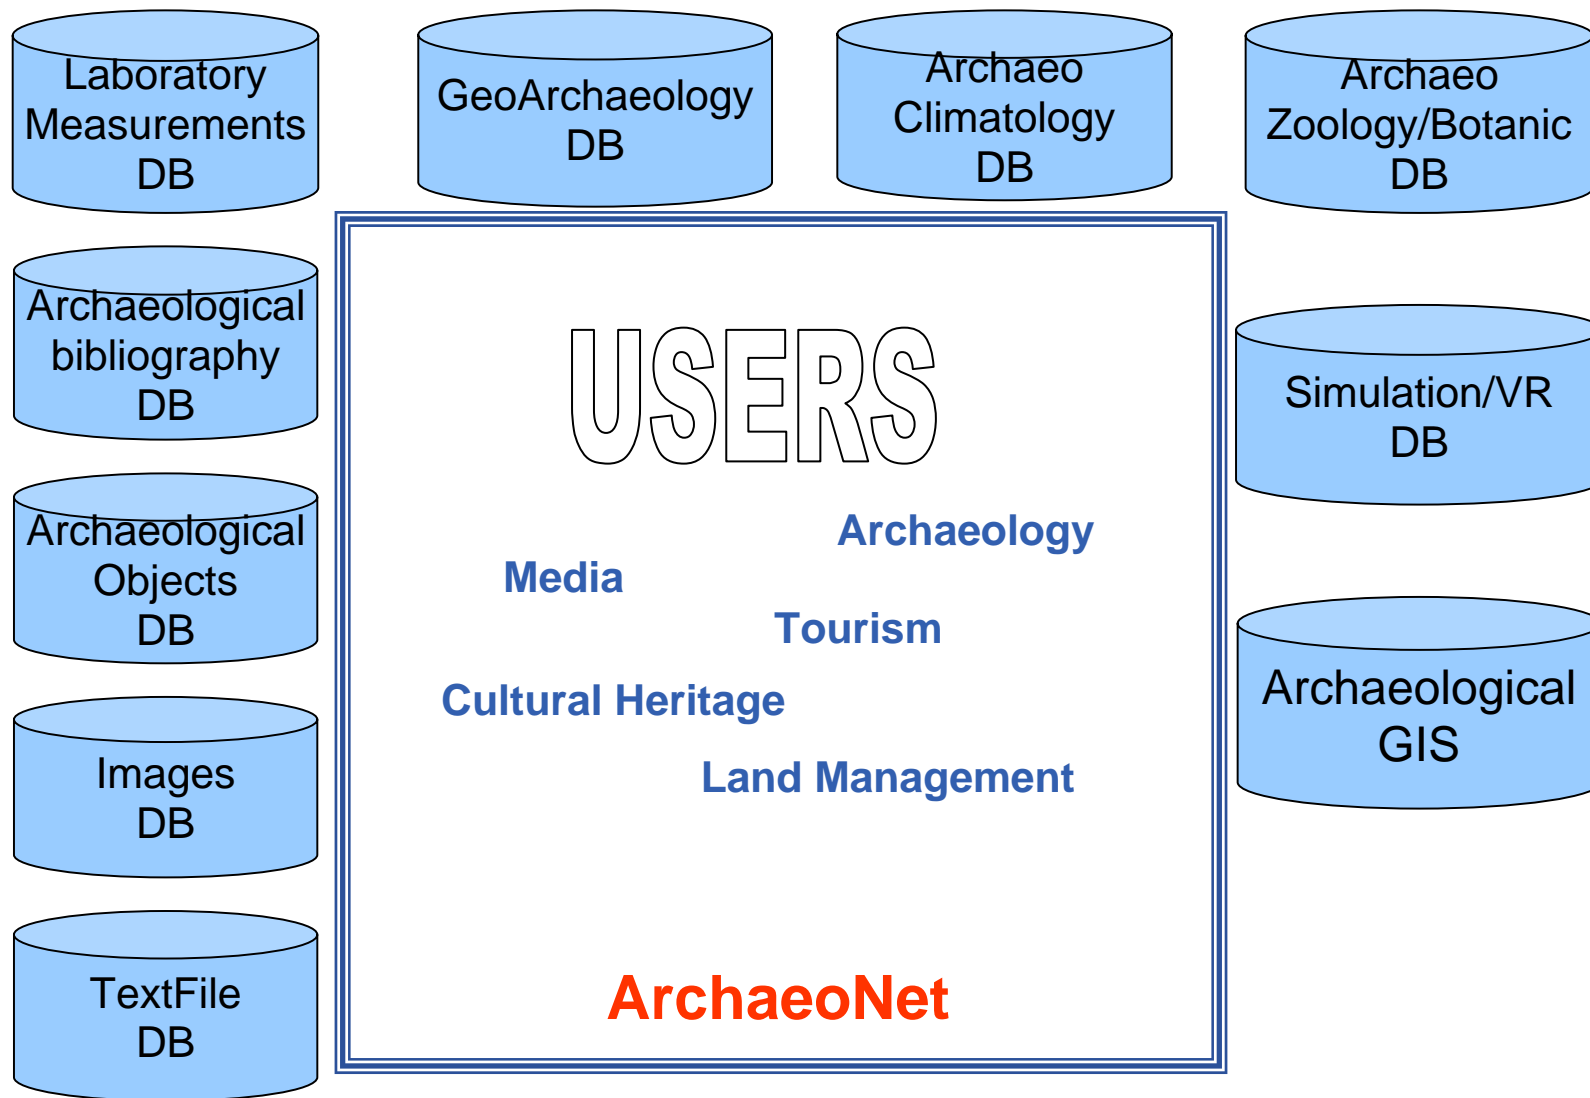 Laboratory
Measurements
DB
GeoArchaeology
DB
Archaeo
Climatology
DB
Archaeo
Zoology/Botanic
DB
Archaeological
bibliography
DB
Archaeological
Objects
DB
Images
DB
TextFile
DB
USERS
Archaeology
Media
Tourism
Cultural Heritage
Land Management
ArchaeoNet
Simulation/VR
DB
Archaeological
GIS